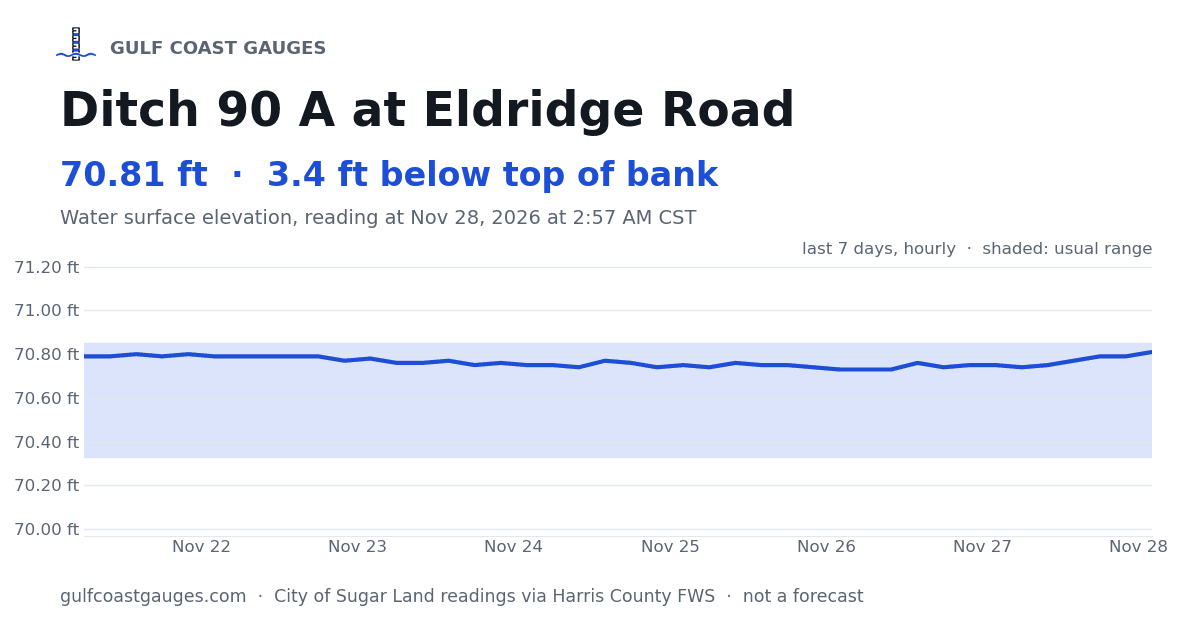 GULF COAST GAUGES
Ditch 90 A at Eldridge Road
70.81 ft · 3.4 ft below top of bank
Water surface elevation, reading at Nov 28, 2026 at 2:57 AM CST
last 7 days, hourly · shaded: usual range
71.20 ft
71.00 ft
70.80 ft
70.60 ft
70.40 ft
70.20 ft
70.00 ft
Nov 22 Nov 23 Nov 24 Nov 25 Nov 26 Nov 27 Nov 28
gulfcoastgauges.com · City of Sugar Land readings via Harris County FWS · not a forecast